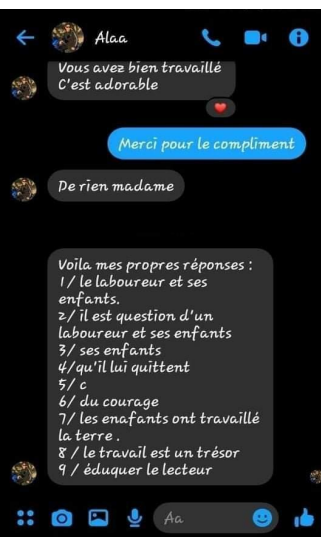 Alaa
Vous avez bien travaillé
C'est adorable
Merci pour le compliment
De rien madame
Voila mes propres réponses :
1/ le laboureur et ses
enfants.
2/ il est question d'un
laboureur et ses enfants
3/ ses enfants
4/qu'il lui quittent
5/ c
6/ du courage
7/ les enafants ont travaillé
la terre .
8 / le travail est un trésor
9 / éduquer le lecteur
Aa